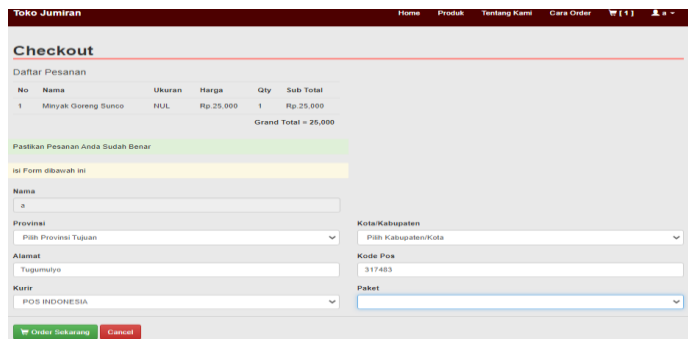 Toko Jumiran Home Produk Tentang Kami Cara Order [ 1 ] a
Checkout
Daftar Pesanan
No Nama Ukuran Harga Qty Sub Total
1 Minyak Goreng Sunco NUL Rp.25.000 1 Rp.25,000
Grand Total = 25,000
Pastikan Pesanan Anda Sudah Benar
isi Form dibawah ini
Nama
a
Provinsi Kota/Kabupaten
Pilih Provinsi Tujuan Pilih Kabupaten/Kota
Alamat Kode Pos
Tugumulyo 317463
Kurir Paket
POS INDONESIA
Order Sekarang Cancel